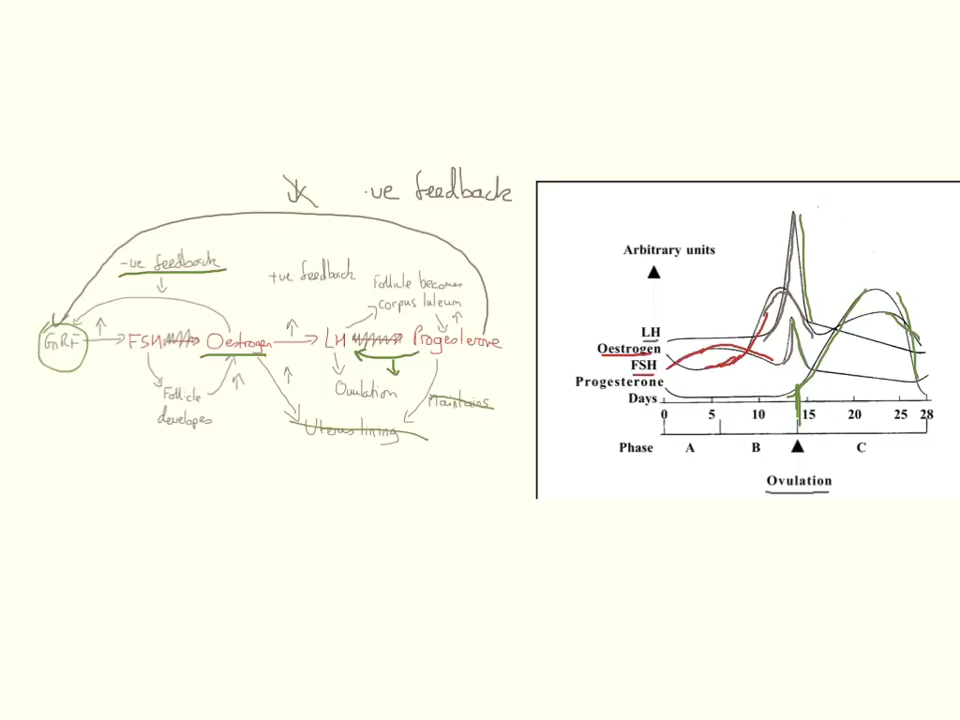 -ve feedback
-ve feedback
+ve feedback
Follicle becomes
corpus luteum
GnRF
FSH
Oestrogen
LH
Progesterone
Follicle
developes
Ovulation
Maintains
Uterus lining
Arbitrary units
LH
Oestrogen
FSH
Progesterone
Days
0 5 10 15 20 25 28
Phase A B C
Ovulation